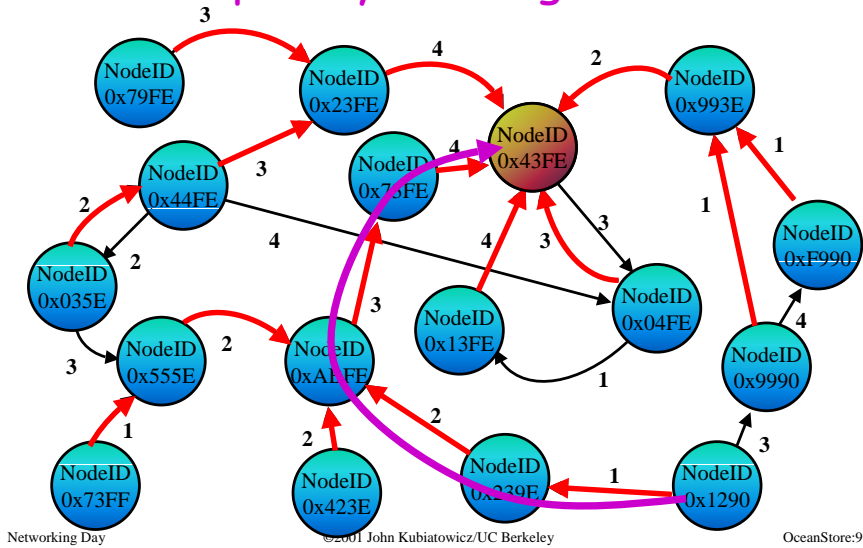 3
4
2
NodeID
0x79FE
NodeID
0x23FE
NodeID
0x993E
NodeID
0x43FE
4
NodeID
0x73FE
1
NodeID
0x44FE
3
2
1
2
4
3
3
4
NodeID
0xF990
NodeID
0x035E
NodeID
0x04FE
3
NodeID
0x13FE
4
2
3
NodeID
0x555E
NodeID
NodeID
0x9990
1
1
2
2
1
3
NodeID
0x73FF
NodeID
0x423E
NodeID
0x239E
NodeID
0x1290
Networking Day
©2001 John Kubiatowicz/UC Berkeley
OceanStore:9